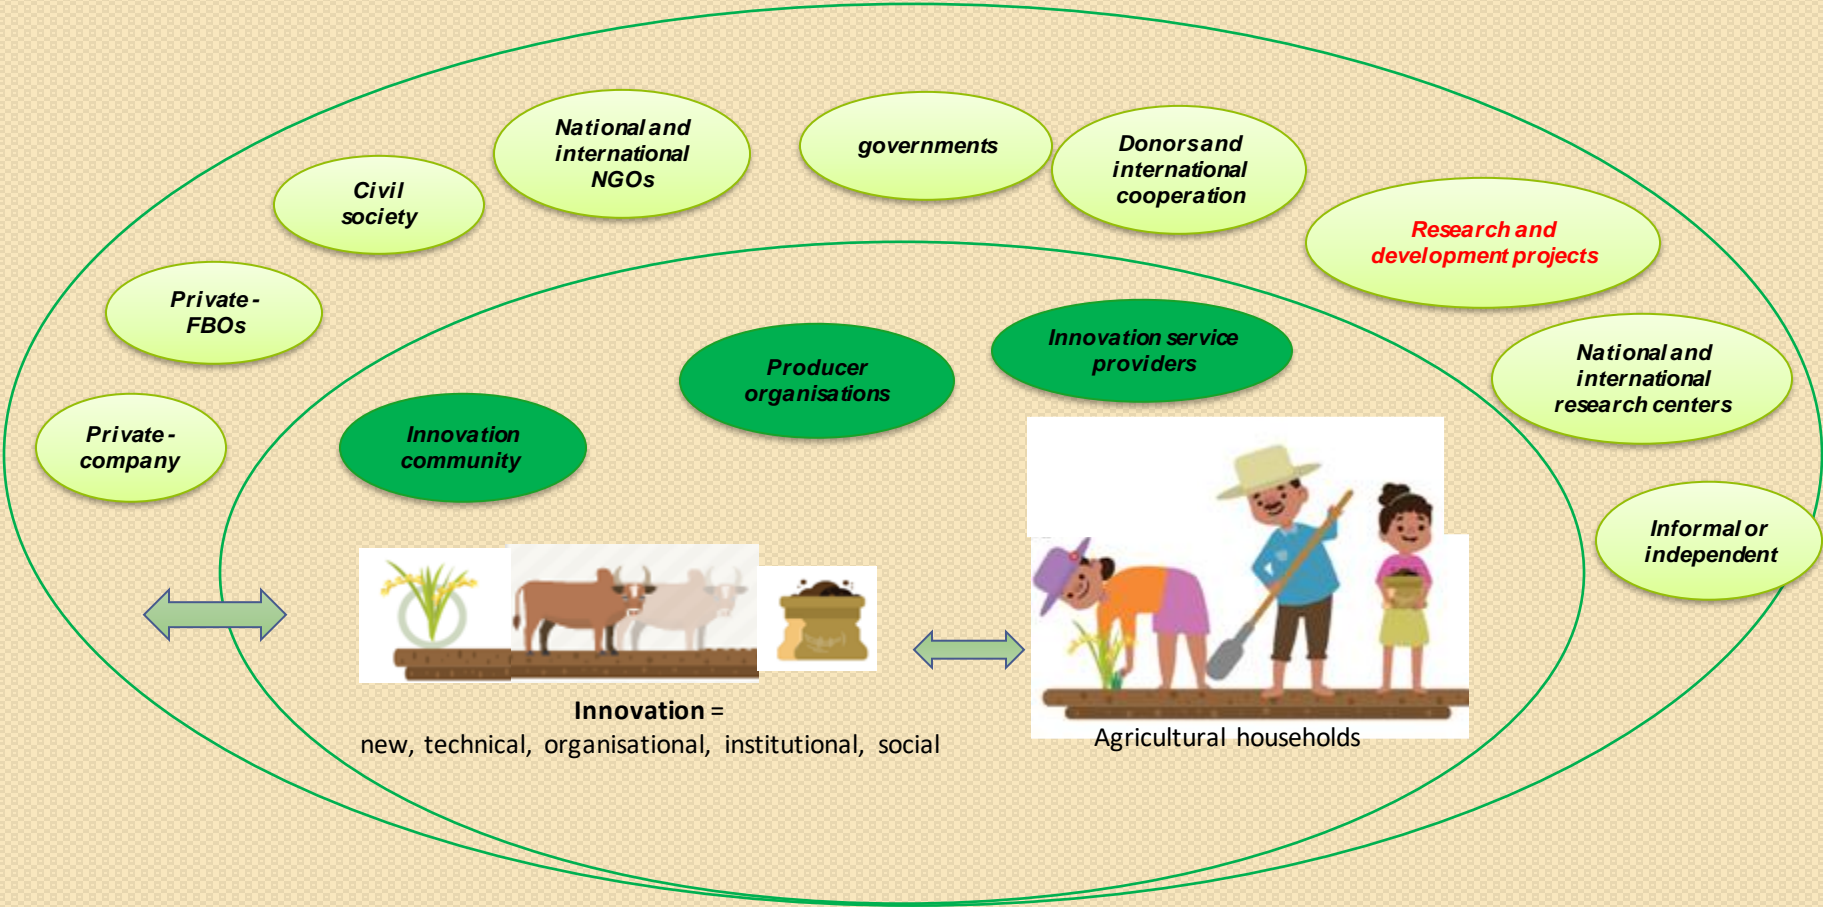 National and
international
NGOs
governments
Donors and
international
cooperation
Civil
society
Research and
development projects
Private -
FBOs
National and
international
research centers
Private -
company
Innovation
community
Producer
organisations
Innovation service
providers
Informal or
independent
Innovation =
new, technical, organisational, institutional, social
Agricultural households